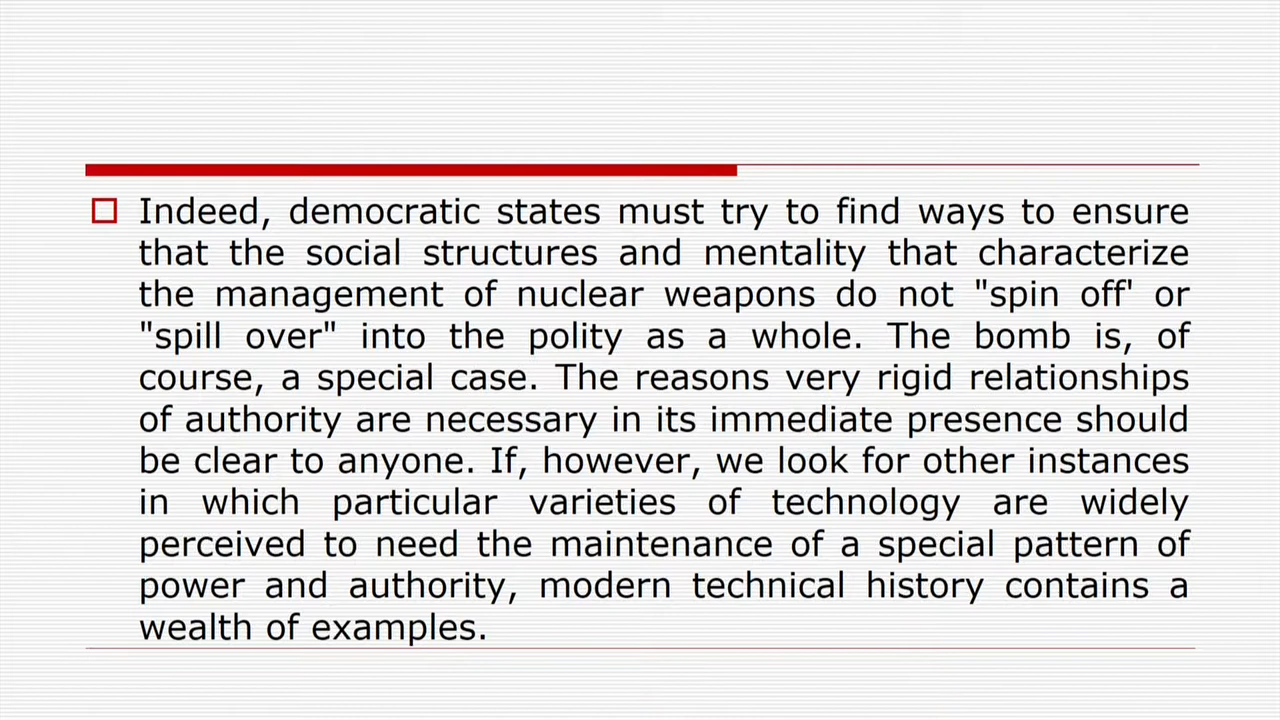 Indeed, democratic states must try to find ways to ensure
that the social structures and mentality that characterize
the management of nuclear weapons do not "spin off' or
"spill over" into the polity as a whole. The bomb is, of
course, a special case. The reasons very rigid relationships
of authority are necessary in its immediate presence should
be clear to anyone. If, however, we look for other instances
in which particular varieties of technology are widely
perceived to need the maintenance of a special pattern of
power and authority, modern technical history contains a
wealth of examples.